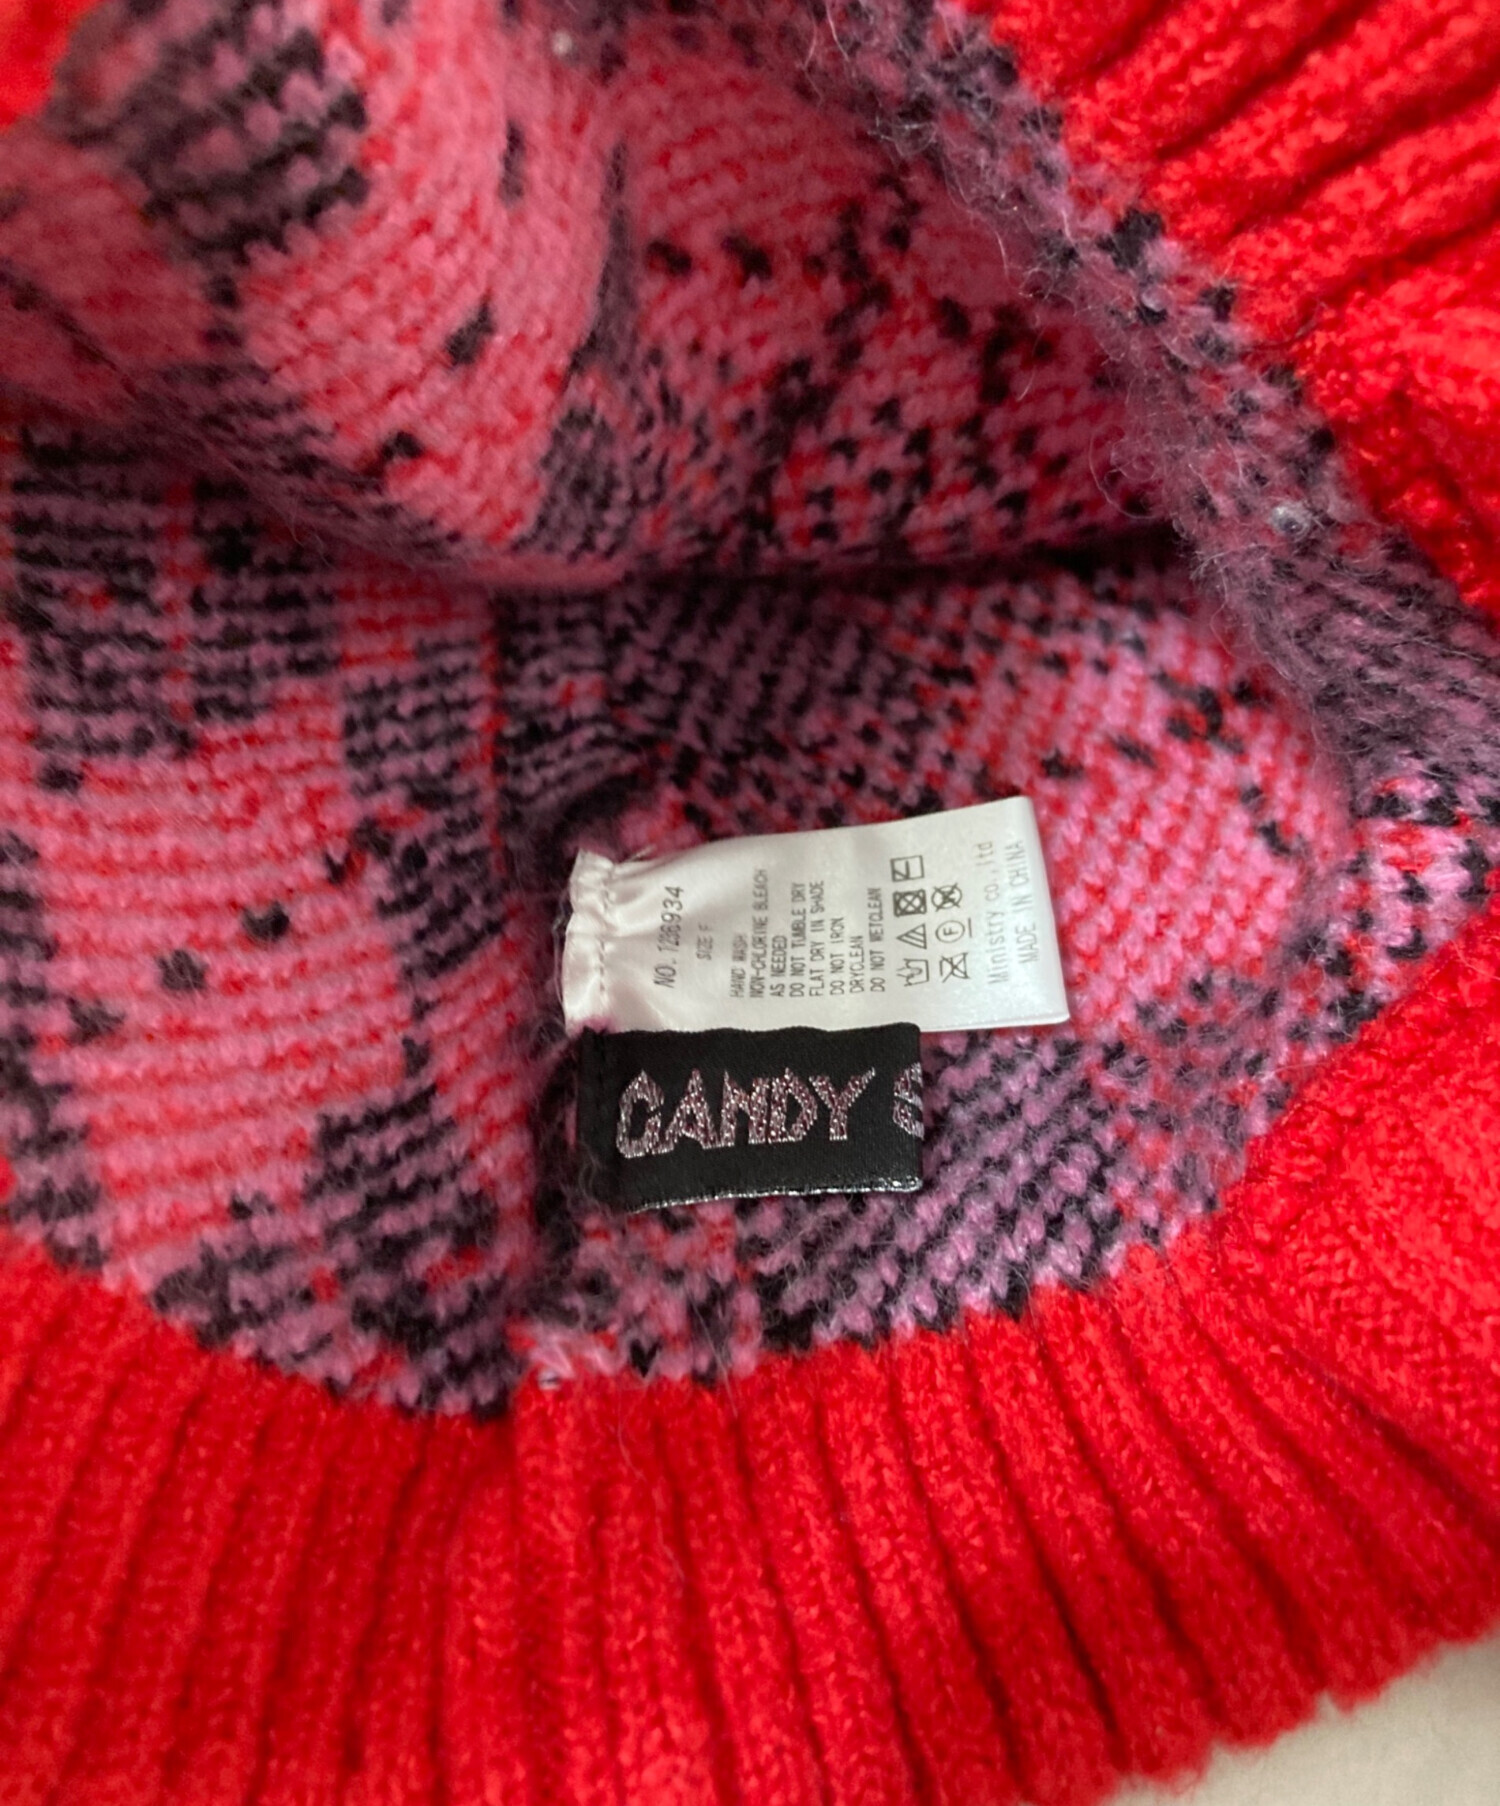 NO. 1236934
SIZE F
HAND WASH
NON-CHLORINE BLEACH
AS NEEDED
DO NOT TUMBLE DRY
FLAT DRY IN SHADE
DO NOT IRON
DRYCLEAN
DO NOT WETCLEAN
F
Ministry co.,ltd
MADE IN CHINA
CANDY